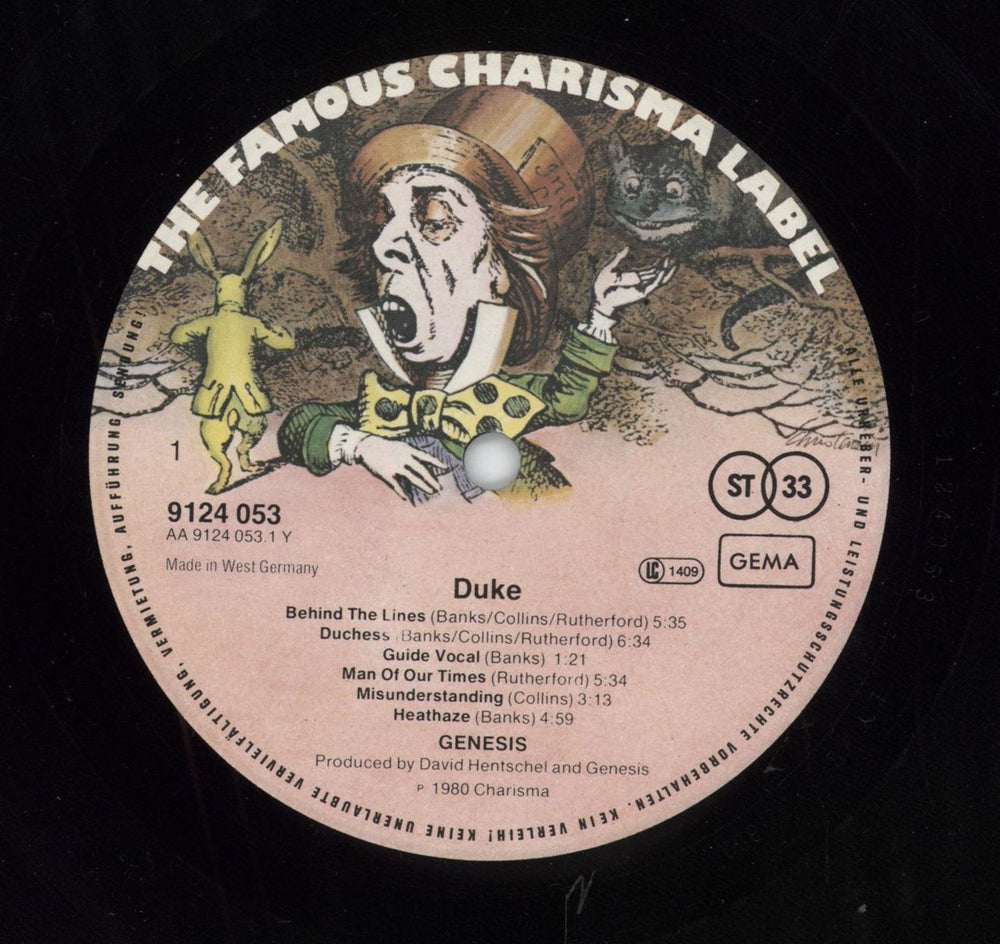 THE FAMOUS CHARISMA LABEL
1
9124 053
AA 9124 053.1 Y
Made in West Germany
ST 33
LC 1409
GEMA
Duke
Behind The Lines (Banks/Collins/Rutherford) 5:35
Duchess (Banks/Collins/Rutherford) 6:34
Guide Vocal (Banks) 1:21
Man Of Our Times (Rutherford) 5:34
Misunderstanding (Collins) 3:13
Heathaze (Banks) 4:59
GENESIS
Produced by David Hentschel and Genesis
P 1980 Charisma
ALLE URHEBER- UND LEISTUNGSSCHUTZRECHTE VORBEHALTEN. KEIN VERLEIH! KEINE UNERLAUBTE VERVIELFÄLTIGUNG, VERMIETUNG, AUFFÜHRUNG, SENDUNG!